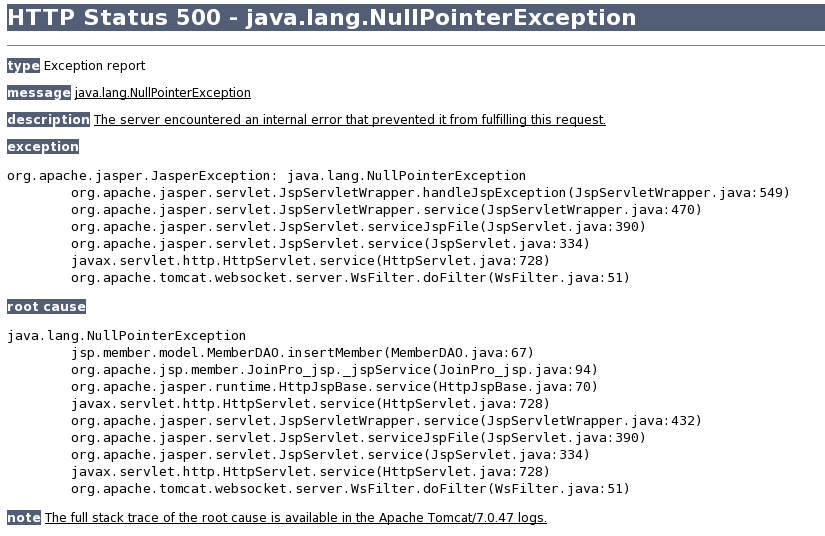 HTTP Status 500 - java.lang.NullPointerException
type Exception report
message java.lang.NullPointerException
description The server encountered an internal error that prevented it from fulfilling this request.
exception
org.apache.jasper.JasperException: java.lang.NullPointerException
org.apache.jasper.servlet.JspServletWrapper.handleJspException(JspServletWrapper.java:549)
org.apache.jasper.servlet.JspServletWrapper.service(JspServletWrapper.java:470)
org.apache.jasper.servlet.JspServlet.serviceJspFile(JspServlet.java:390)
org.apache.jasper.servlet.JspServlet.service(JspServlet.java:334)
javax.servlet.http.HttpServlet.service(HttpServlet.java:728)
org.apache.tomcat.websocket.server.WsFilter.doFilter(WsFilter.java:51)
root cause
java.lang.NullPointerException
jsp.member.model.MemberDAO.insertMember(MemberDAO.java:67)
org.apache.jsp.member.JoinPro_jsp._jspService(JoinPro_jsp.java:94)
org.apache.jasper.runtime.HttpJspBase.service(HttpJspBase.java:70)
javax.servlet.http.HttpServlet.service(HttpServlet.java:728)
org.apache.jasper.servlet.JspServletWrapper.service(JspServletWrapper.java:432)
org.apache.jasper.servlet.JspServlet.serviceJspFile(JspServlet.java:390)
org.apache.jasper.servlet.JspServlet.service(JspServlet.java:334)
javax.servlet.http.HttpServlet.service(HttpServlet.java:728)
org.apache.tomcat.websocket.server.WsFilter.doFilter(WsFilter.java:51)
note The full stack trace of the root cause is available in the Apache Tomcat/7.0.47 logs.